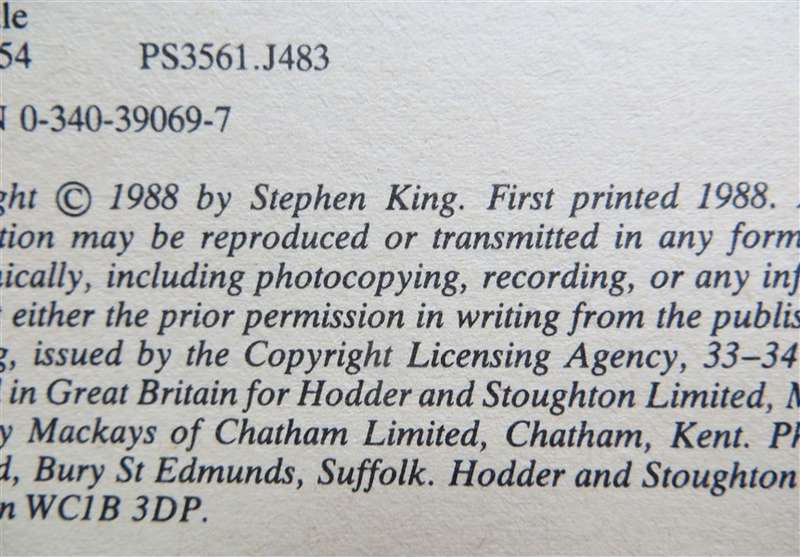 le
54 PS3561.J483
N 0-340-39069-7
ght © 1988 by Stephen King. First printed 1988.
tion may be reproduced or transmitted in any form
nically, including photocopying, recording, or any inf
t either the prior permission in writing from the publis
g, issued by the Copyright Licensing Agency, 33–34
l in Great Britain for Hodder and Stoughton Limited, M
y Mackays of Chatham Limited, Chatham, Kent. Ph
d, Bury St Edmunds, Suffolk. Hodder and Stoughton
n WC1B 3DP.